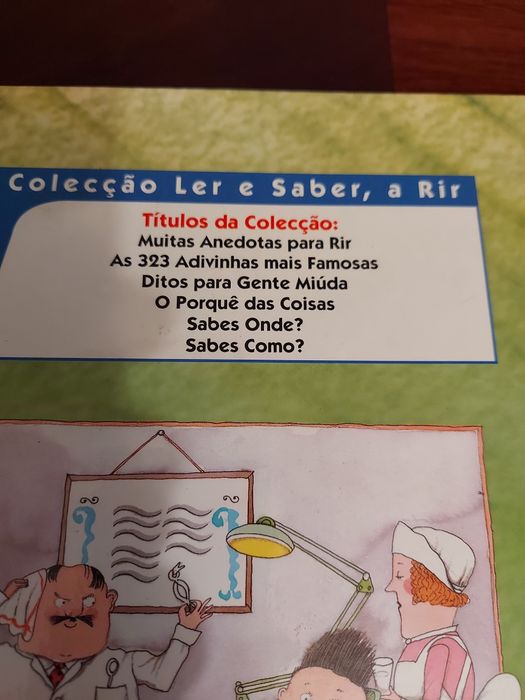 Colecção Ler e Saber, a Rir
Títulos da Colecção:
Muitas Anedotas para Rir
As 323 Adivinhas mais Famosas
Ditos para Gente Miúda
O Porquê das Coisas
Sabes Onde?
Sabes Como?